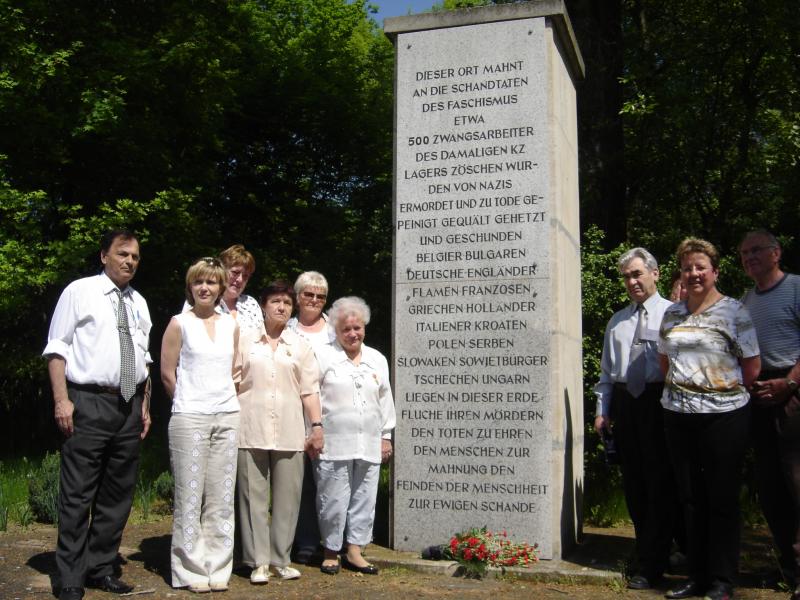 DIESER ORT MAHNT
AN DIE SCHANDTATEN
DES FASCHISMUS
ETWA
500 ZWANGSARBEITER
DES DAMALIGEN KZ
LAGERS ZÖSCHEN WUR-
DEN VON NAZIS
ERMORDET UND ZU TODE GE-
PEINIGT GEQUÄLT GEHETZT
UND GESCHUNDEN
BELGIER BULGAREN
DEUTSCHE ENGLÄNDER
FLAMEN FRANZOSEN
GRIECHEN HOLLÄNDER
ITALIENER KROATEN
POLEN SERBEN
SLOWAKEN SOWJETBÜRGER
TSCHECHEN UNGARN
LIEGEN IN DIESER ERDE
FLUCHE IHREN MÖRDERN
DEN TOTEN ZU EHREN
DEN MENSCHEN ZUR
MAHNUNG DEN
FEINDEN DER MENSCHHEIT
ZUR EWIGEN SCHANDE